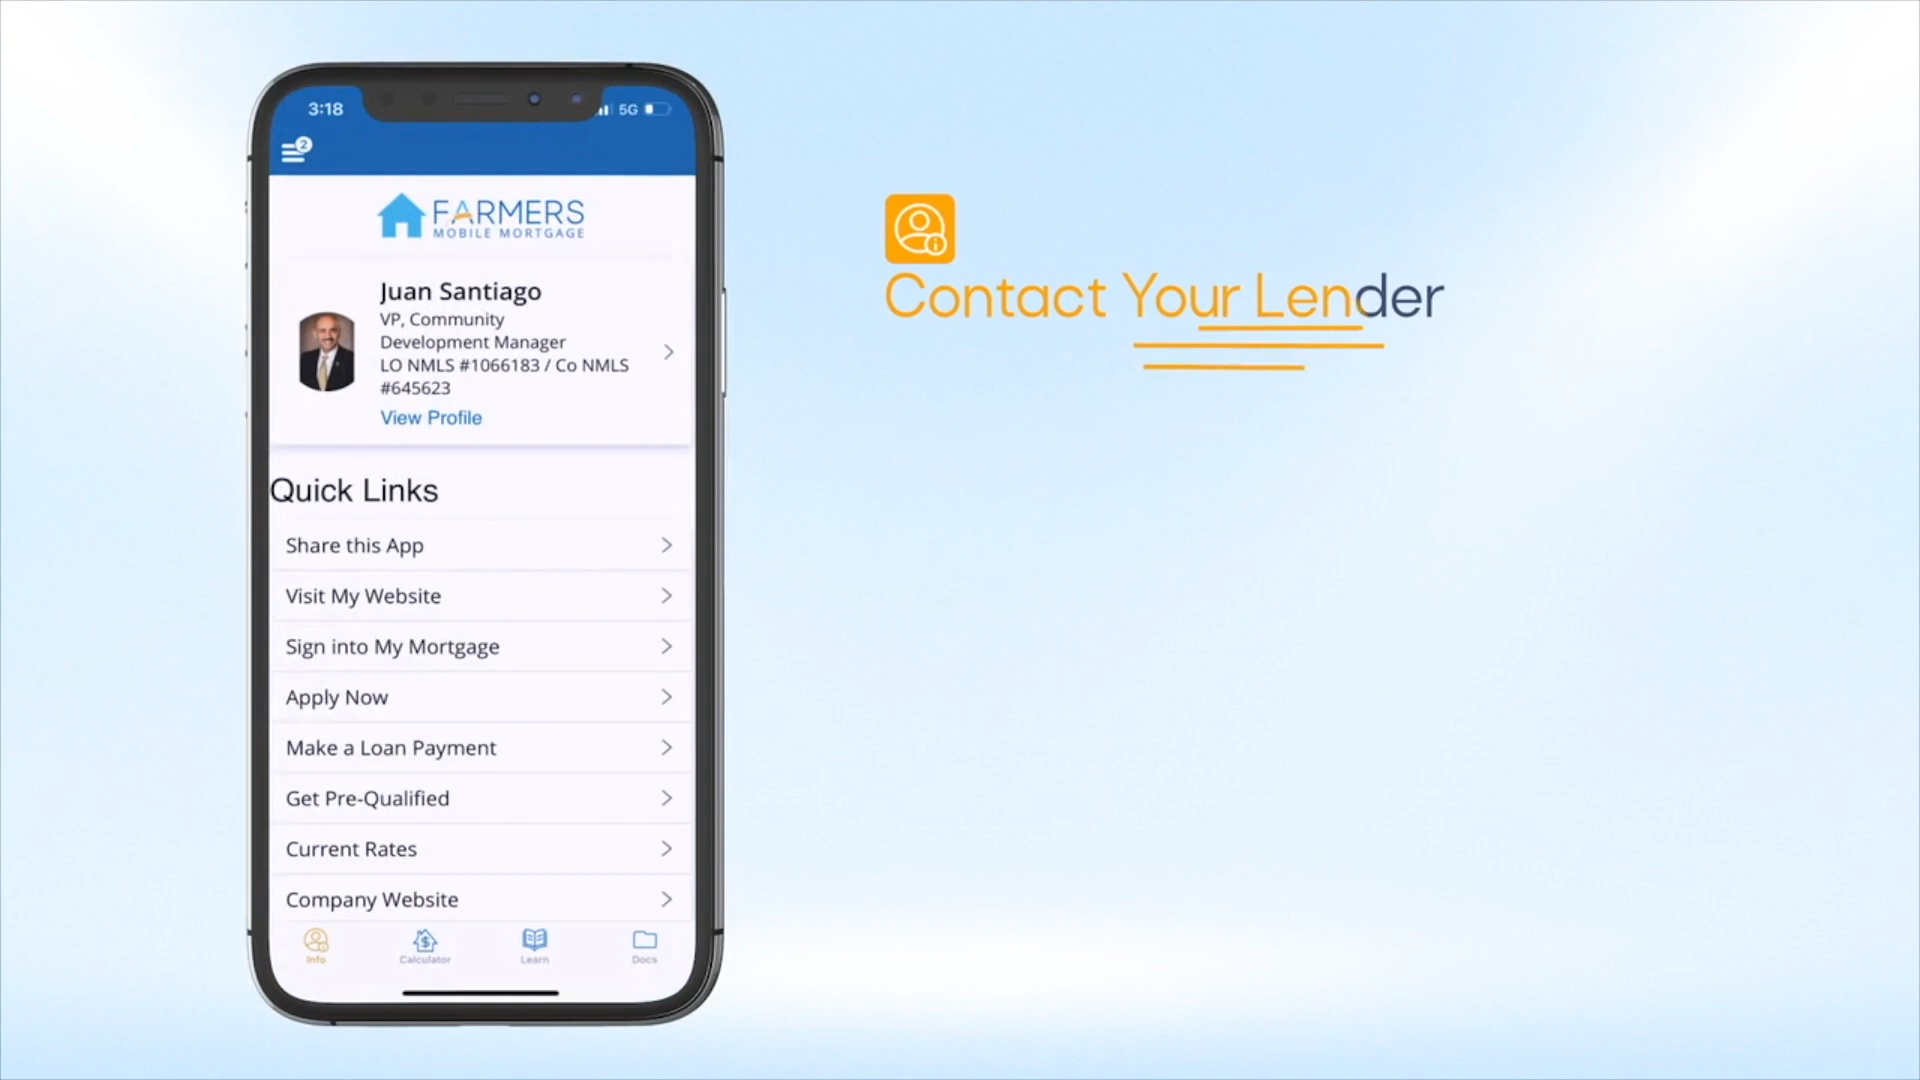 3:18
5G
2
FARMERS
MOBILE MORTGAGE
Juan Santiago
VP, Community
Development Manager
LO NMLS #1066183 / Co NMLS
#645623
View Profile
Quick Links
Share this App
Visit My Website
Sign into My Mortgage
Apply Now
Make a Loan Payment
Get Pre-Qualified
Current Rates
Company Website
Info
Calculator
Learn
Docs
Contact Your Lender